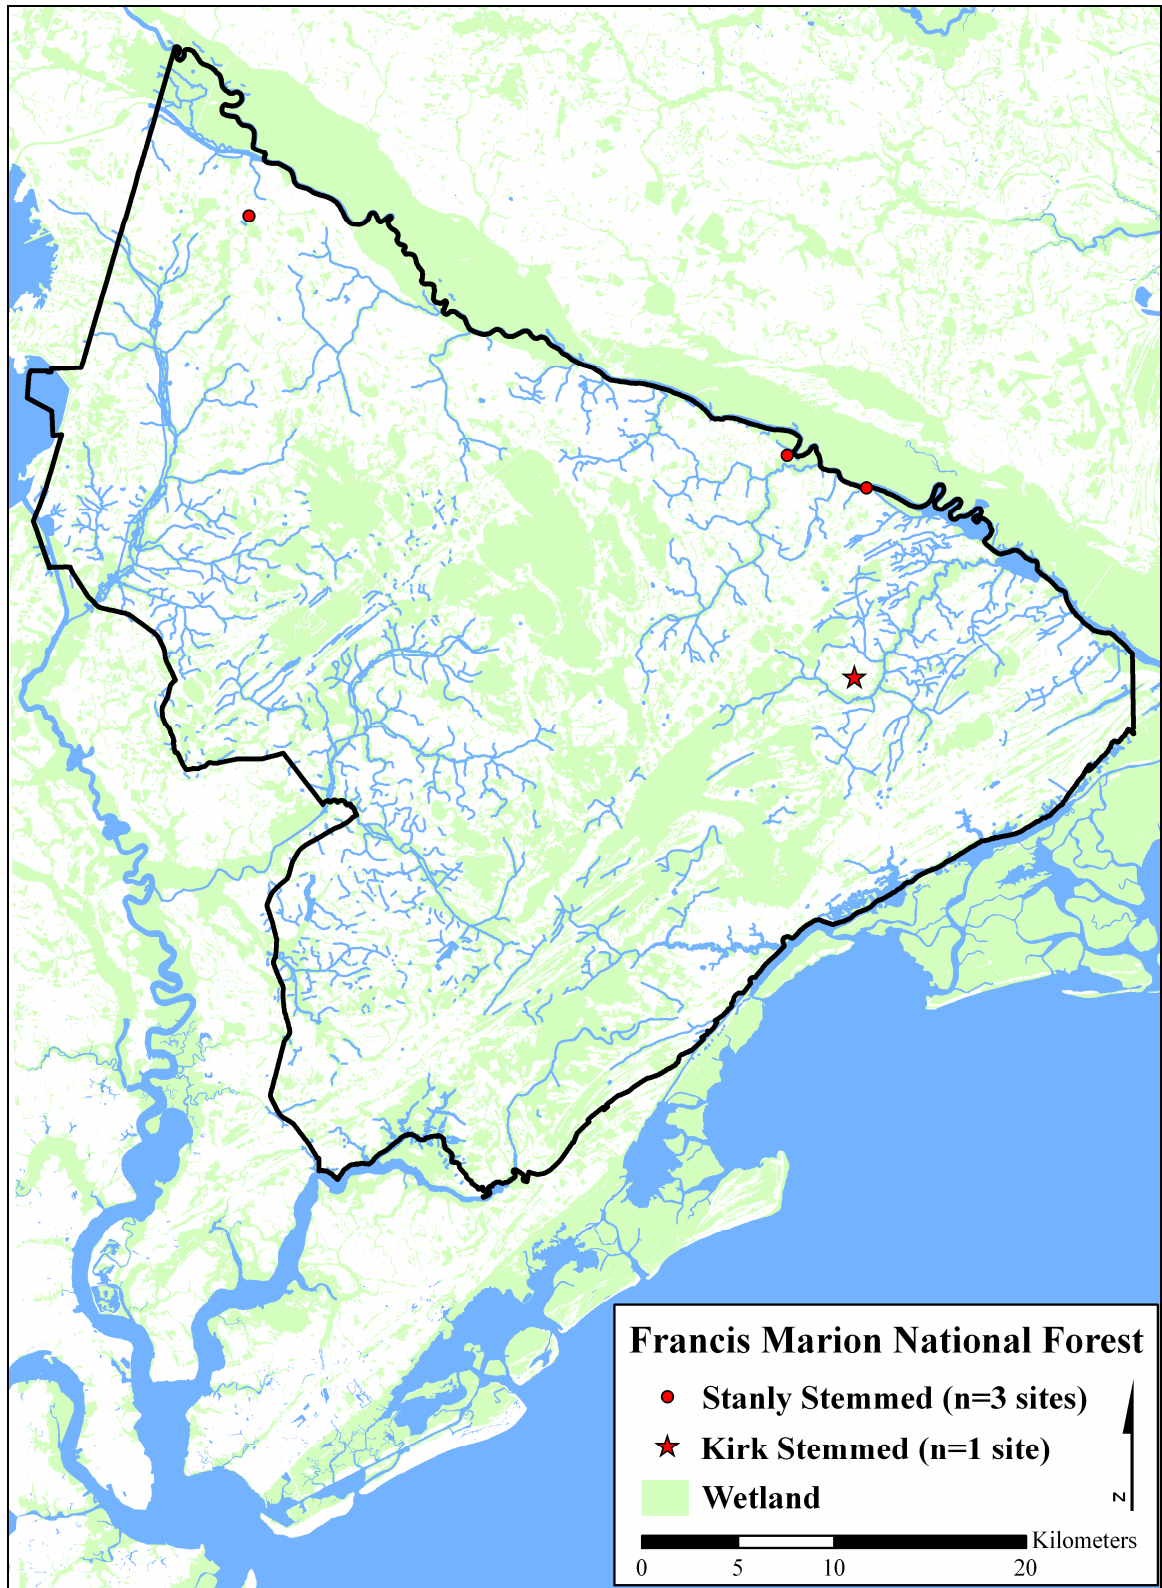 Francis Marion National Forest
Stanly Stemmed (n=3 sites)
Kirk Stemmed (n=1 site)
Wetland
N
Kilometers
0 5 10 20